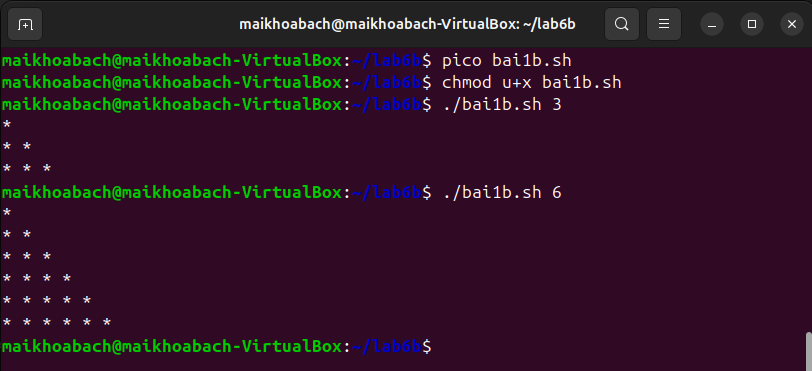 maikhoabach@maikhoabach-VirtualBox: ~/lab6b
maikhoabach@maikhoabach-VirtualBox:~/lab6b$ pico bai1b.sh
maikhoabach@maikhoabach-VirtualBox:~/lab6b$ chmod u+x bai1b.sh
maikhoabach@maikhoabach-VirtualBox:~/lab6b$ ./bai1b.sh 3
*
* *
* * *
maikhoabach@maikhoabach-VirtualBox:~/lab6b$ ./bai1b.sh 6
*
* *
* * *
* * * *
* * * * *
* * * * * *
maikhoabach@maikhoabach-VirtualBox:~/lab6b$